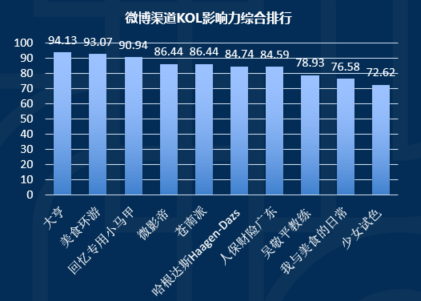 微博渠道KOL影响力综合排行
100
90
80
70
60
50
40
30
20
10
0
94.13
93.07
90.94
86.44
86.44
84.74
84.59
78.93
76.58
72.62
大亨
美食环游
回忆专用小马甲
微影帝
苍南派
哈根达斯Haagen-Dazs
人保财险广东
吴敬平教练
我与美食的日常
少女试色